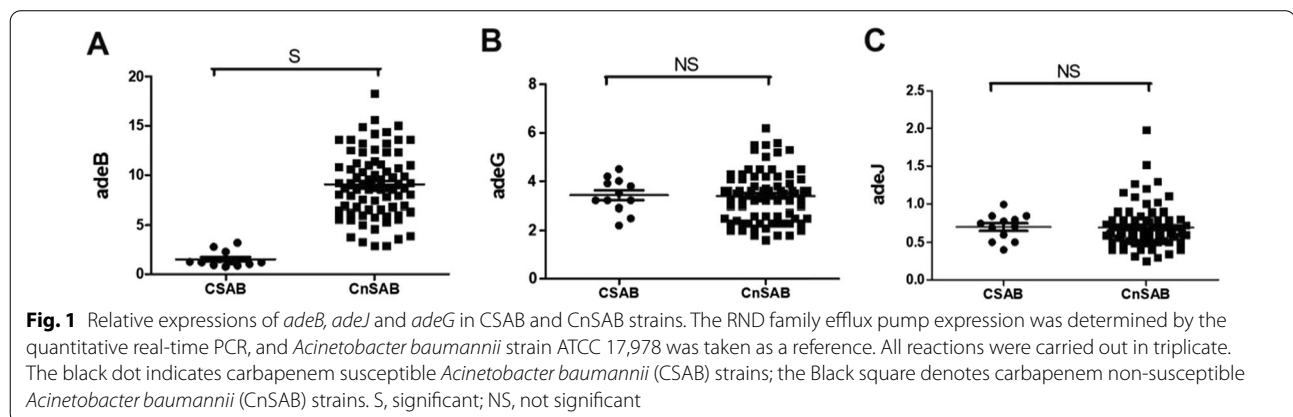 A
B
C
S
NS
NS
adeB
20
15
10
5
0
CSAB
CnSAB
adeG
8
6
4
2
0
CSAB
CnSAB
adeJ
2.5
2.0
1.5
1.0
0.5
0.0
CSAB
CnSAB
Fig. 1 Relative expressions of adeB, adeJ and adeG in CSAB and CnSAB strains. The RND family efflux pump expression was determined by the
quantitative real-time PCR, and Acinetobacter baumannii strain ATCC 17,978 was taken as a reference. All reactions were carried out in triplicate.
The black dot indicates carbapenem susceptible Acinetobacter baumannii (CSAB) strains; the Black square denotes carbapenem non-susceptible
Acinetobacter baumannii (CnSAB) strains. S, significant; NS, not significant